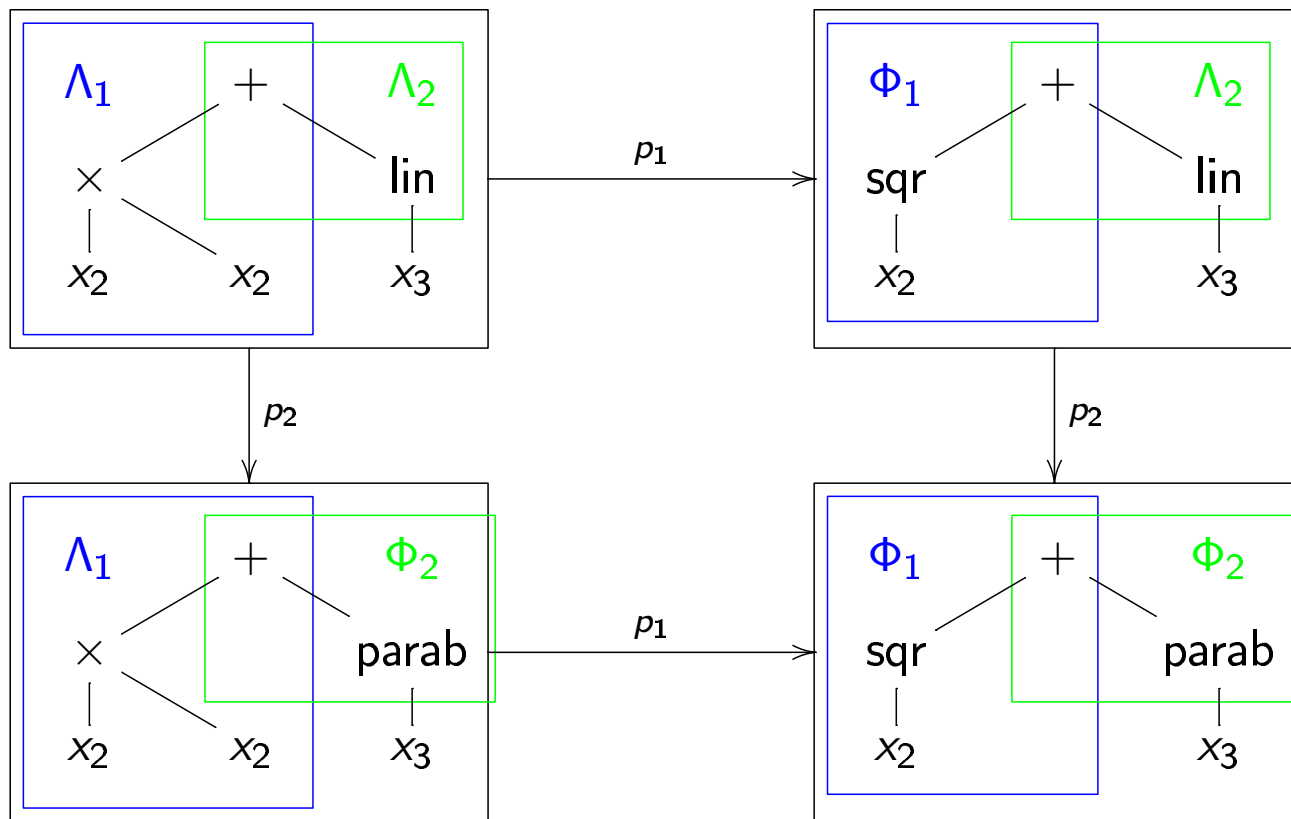 Λ₁ + Λ₂
Φ₁ + Λ₂
p₁
× lin
sqr lin
x₂ x₂ x₃
x₂ x₃
p₂
p₂
Λ₁ + Φ₂
Φ₁ + Φ₂
p₁
× parab
sqr parab
x₂ x₂ x₃
x₂ x₃